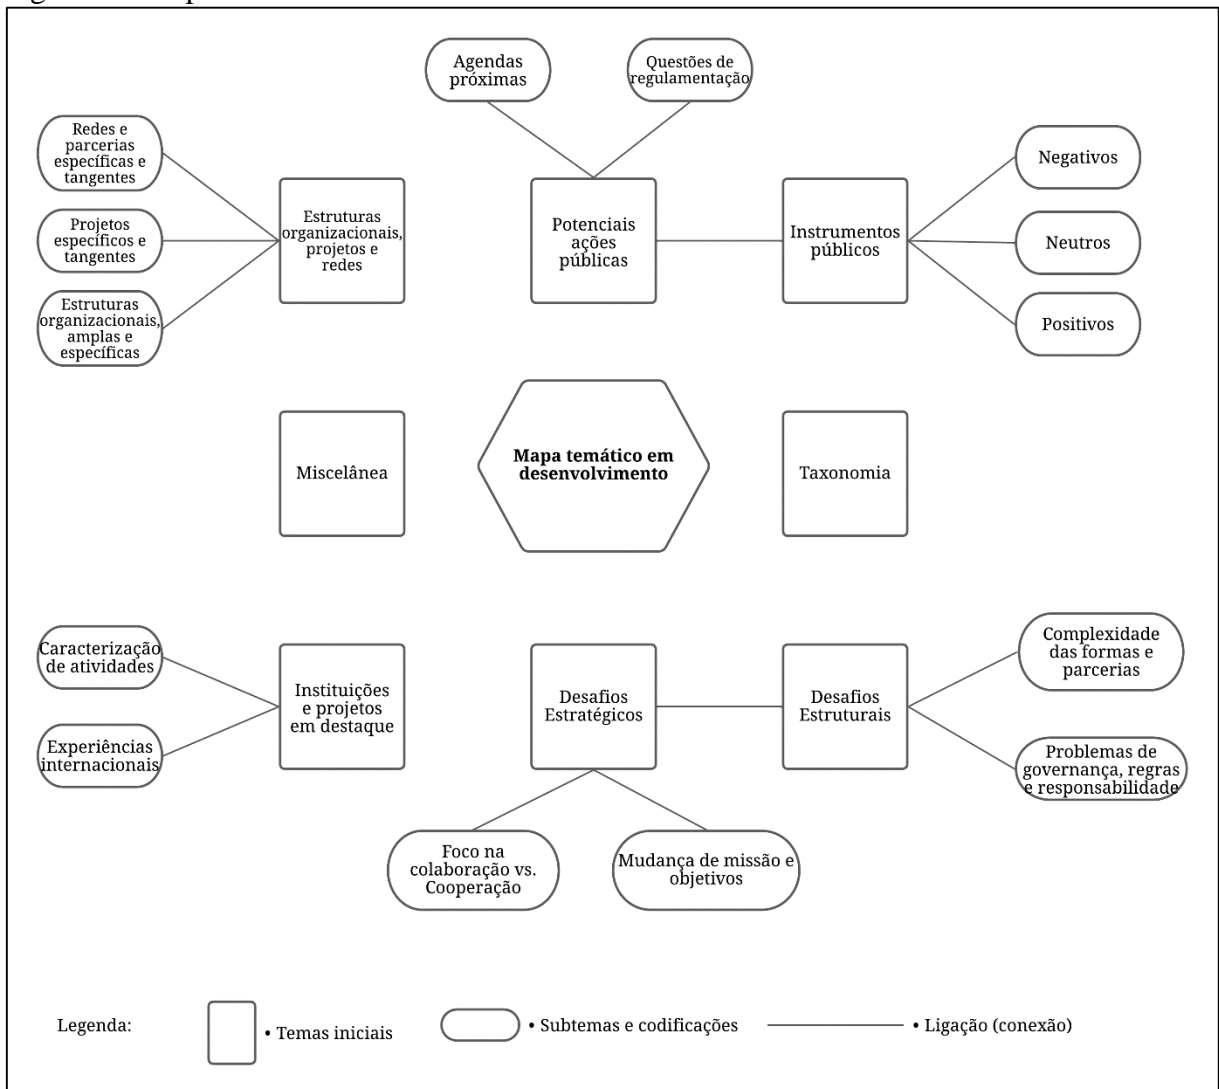 Agendas
próximas
Questões de
regulamentação
Redes e
parcerias
específicas e
tangentes
Projetos
específicos e
tangentes
Estruturas
organizacionais,
amplas e
específicas
Estruturas
organizacionais,
projetos e
redes
Potenciais
ações
públicas
Instrumentos
públicos
Negativos
Neutros
Positivos
Miscelânea
Mapa temático em
desenvolvimento
Taxonomia
Caracterização
de atividades
Experiências
internacionais
Instituições
e projetos
em destaque
Desafios
Estratégicos
Desafios
Estruturais
Complexidade
das formas e
parcerias
Problemas de
governança, regras
e responsabilidade
Foco na
colaboração vs.
Cooperação
Mudança de missão e
objetivos
Legenda:
• Temas iniciais
• Subtemas e codificações
• Ligação (conexão)